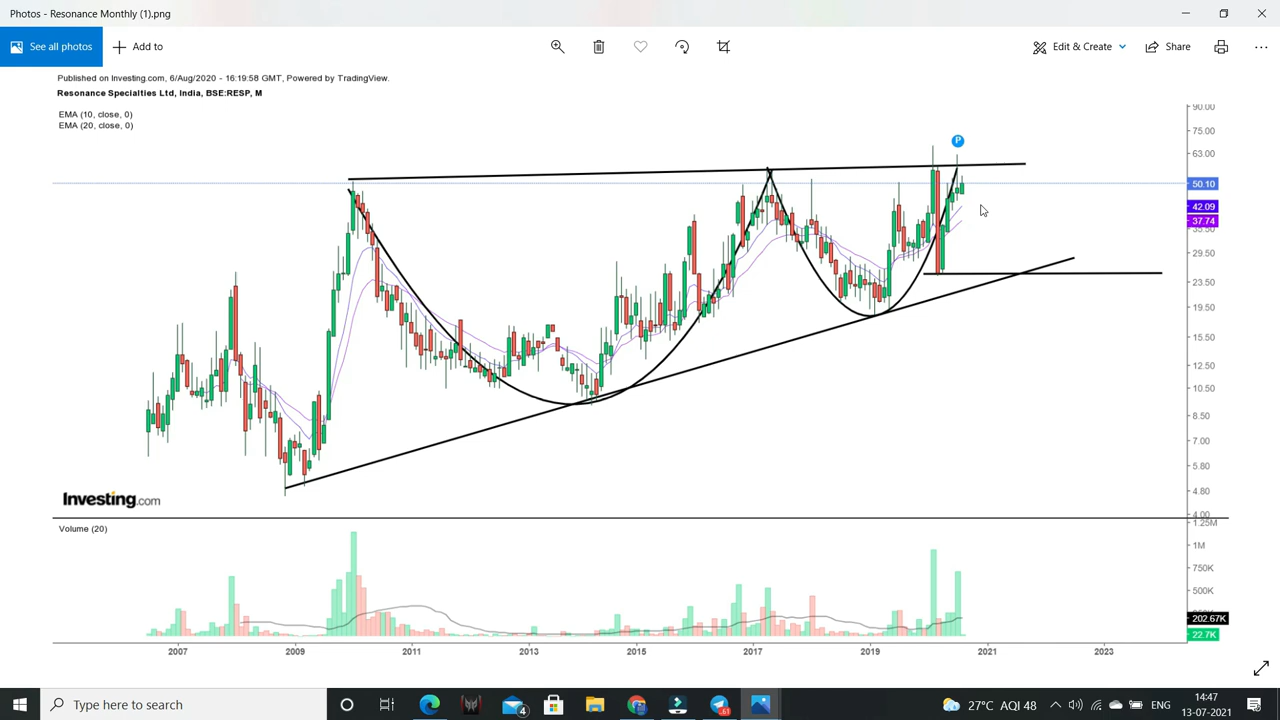 Photos - Resonance Monthly (1).png
See all photos
Add to
Edit & Create
Share
Published on Investing.com, 6/Aug/2020 - 16:19:58 GMT, Powered by TradingView.
Resonance Specialties Ltd, India, BSE:RESP, M
EMA (10, close, 0)
EMA (20, close, 0)
P
90.00
75.00
63.00
50.10
42.09
37.74
29.50
23.50
19.50
15.50
12.50
10.50
8.50
7.00
5.80
4.80
4.00
Investing.com
Volume (20)
1.25M
1M
750K
500K
202.67K
22.7K
2007
2009
2011
2013
2015
2017
2019
2021
2023
Type here to search
4
61
27°C AQI 48
ENG
14:47
13-07-2021